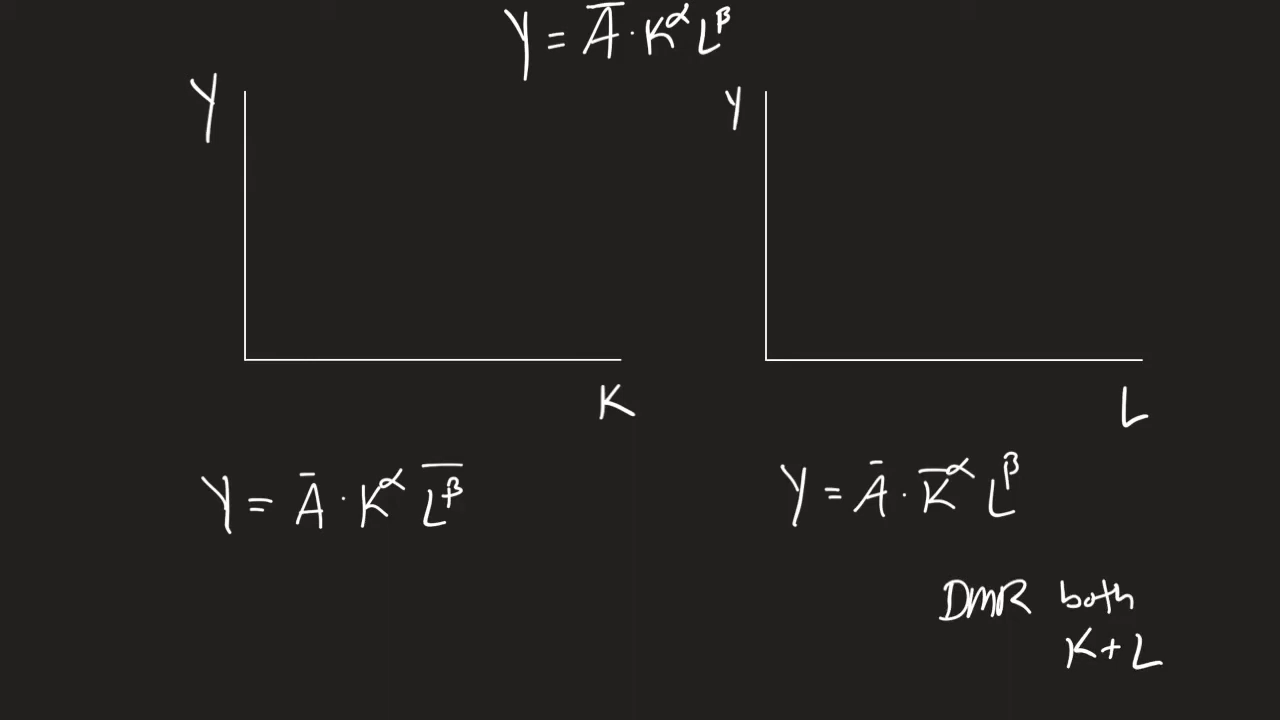 Y = A̅ · K^α L^β
Y
Y
K
L
Y = A̅ · K^α L̅^β̅
Y = A̅ · K̅^α L^β
DMR both
K + L